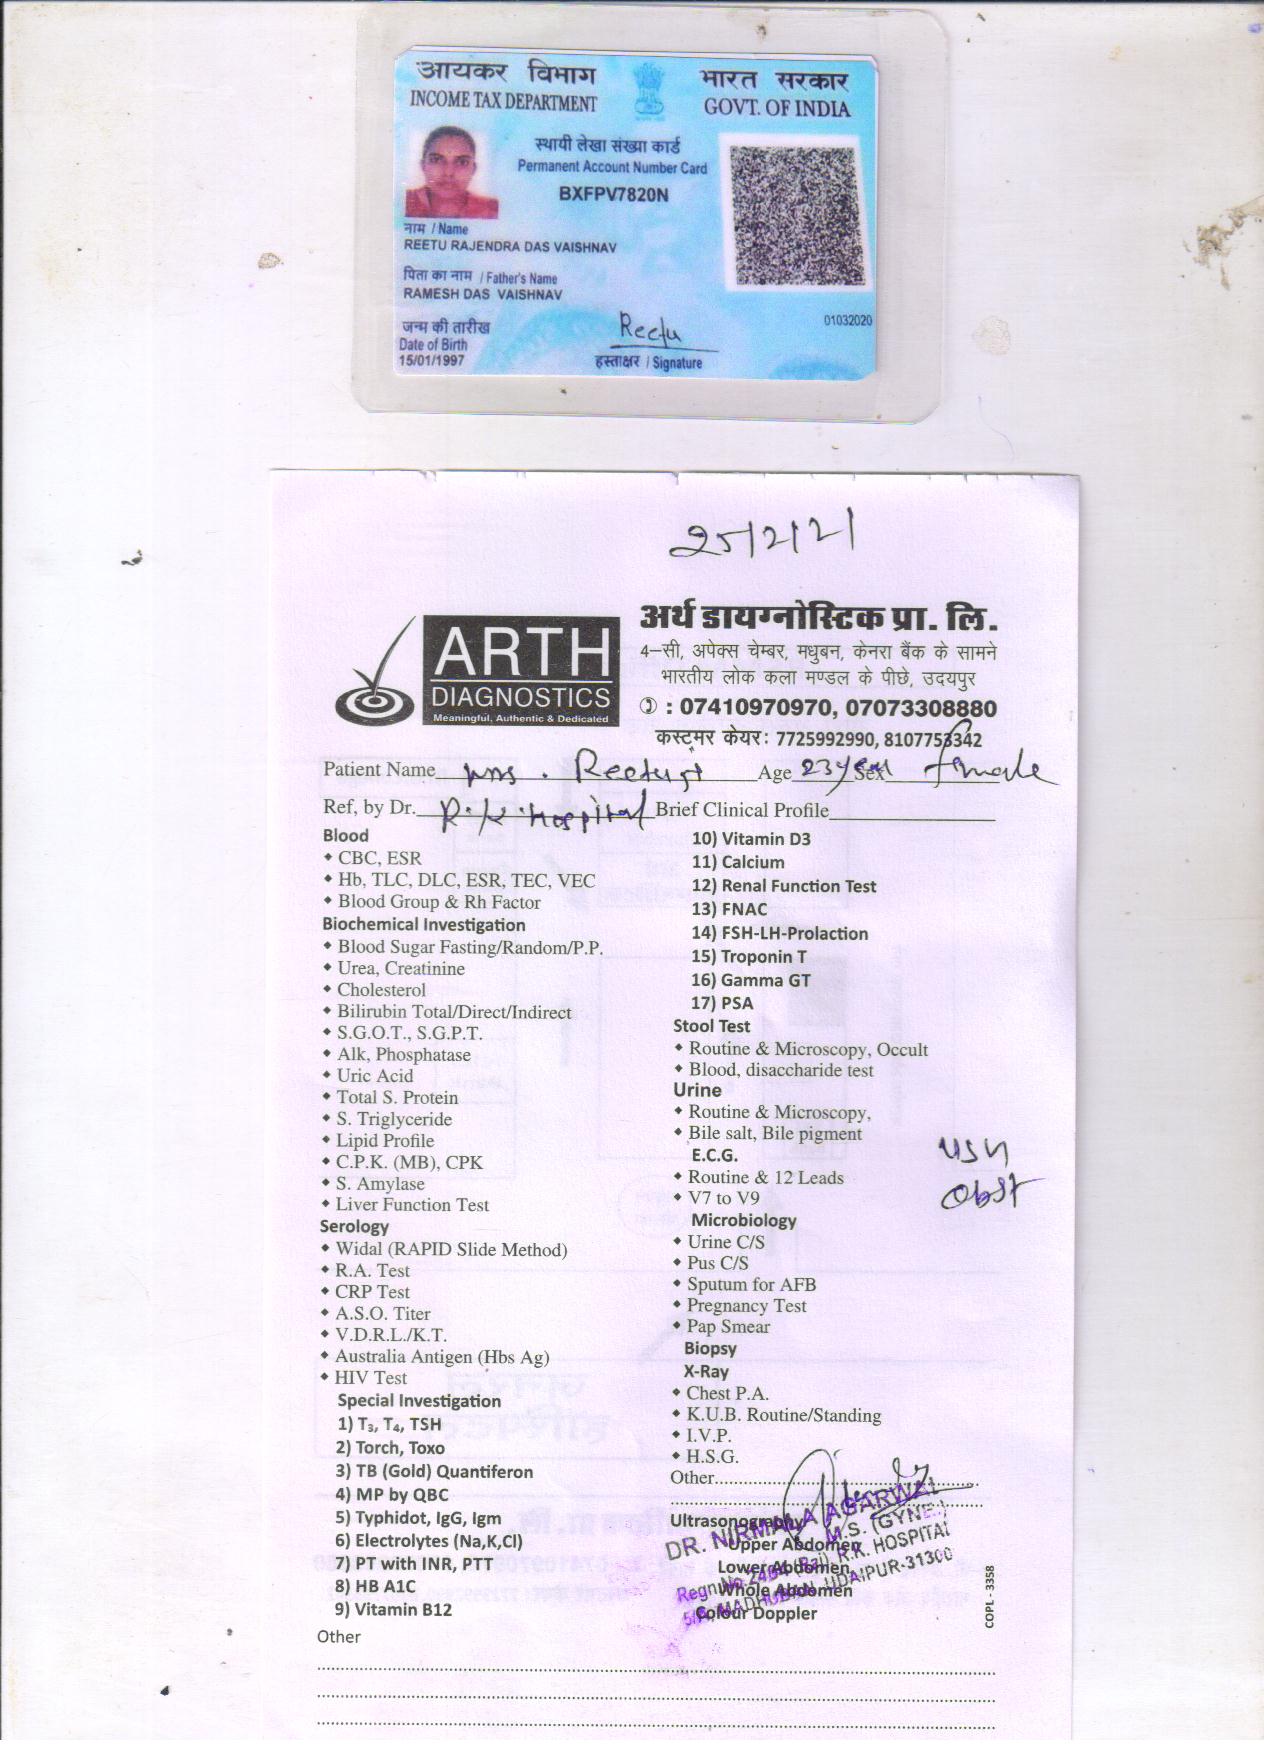 आयकर विभाग
INCOME TAX DEPARTMENT
भारत सरकार
GOVT. OF INDIA
स्थायी लेखा संख्या कार्ड
Permanent Account Number Card
BXFPV7820N
नाम / Name
REETU RAJENDRA DAS VAISHNAV
पिता का नाम / Father's Name
RAMESH DAS VAISHNAV
जन्म की तारीख
Date of Birth
15/01/1997
Reetu
हस्ताक्षर / Signature
01032020
25/2/21
ARTH
DIAGNOSTICS
Meaningful, Authentic & Dedicated
अर्थ डायग्नोस्टिक प्रा. लि.
4-सी, अपेक्स चेम्बर, मधुबन, केनरा बैंक के सामने
भारतीय लोक कला मण्डल के पीछे, उदयपुर
: 07410970970, 07073308880
कस्टमर केयर: 7725992990, 8107753342
Patient Name Mrs. Reetu Age 23 year Sex female
Ref, by Dr. R.K. Hospital Brief Clinical Profile
Blood
CBC, ESR
Hb, TLC, DLC, ESR, TEC, VEC
Blood Group & Rh Factor
Biochemical Investigation
Blood Sugar Fasting/Random/P.P.
Urea, Creatinine
Cholesterol
Bilirubin Total/Direct/Indirect
S.G.O.T., S.G.P.T.
Alk, Phosphatase
Uric Acid
Total S. Protein
S. Triglyceride
Lipid Profile
C.P.K. (MB), CPK
S. Amylase
Liver Function Test
Serology
Widal (RAPID Slide Method)
R.A. Test
CRP Test
A.S.O. Titer
V.D.R.L./K.T.
Australia Antigen (Hbs Ag)
HIV Test
Special Investigation
1) T₃, T₄, TSH
2) Torch, Toxo
3) TB (Gold) Quantiferon
4) MP by QBC
5) Typhidot, IgG, Igm
6) Electrolytes (Na,K,Cl)
7) PT with INR, PTT
8) HB A1C
9) Vitamin B12
10) Vitamin D3
11) Calcium
12) Renal Function Test
13) FNAC
14) FSH-LH-Prolaction
15) Troponin T
16) Gamma GT
17) PSA
Stool Test
Routine & Microscopy, Occult
Blood, disaccharide test
Urine
Routine & Microscopy,
Bile salt, Bile pigment
E.C.G.
Routine & 12 Leads
V7 to V9
Microbiology
Urine C/S
Pus C/S
Sputum for AFB
Pregnancy Test
Pap Smear
Biopsy
X-Ray
Chest P.A.
K.U.B. Routine/Standing
I.V.P.
H.S.G.
Other
Ultrasonography
Upper Abdomen
Lower Abdomen
Whole Abdomen
Colour Doppler
USG
Obst
DR. NIRMALA AGARWAL
M.S. (GYNE.)
R.K. HOSPITAL
MADHUBAN, UDAIPUR-31300
COPL - 3358
Other